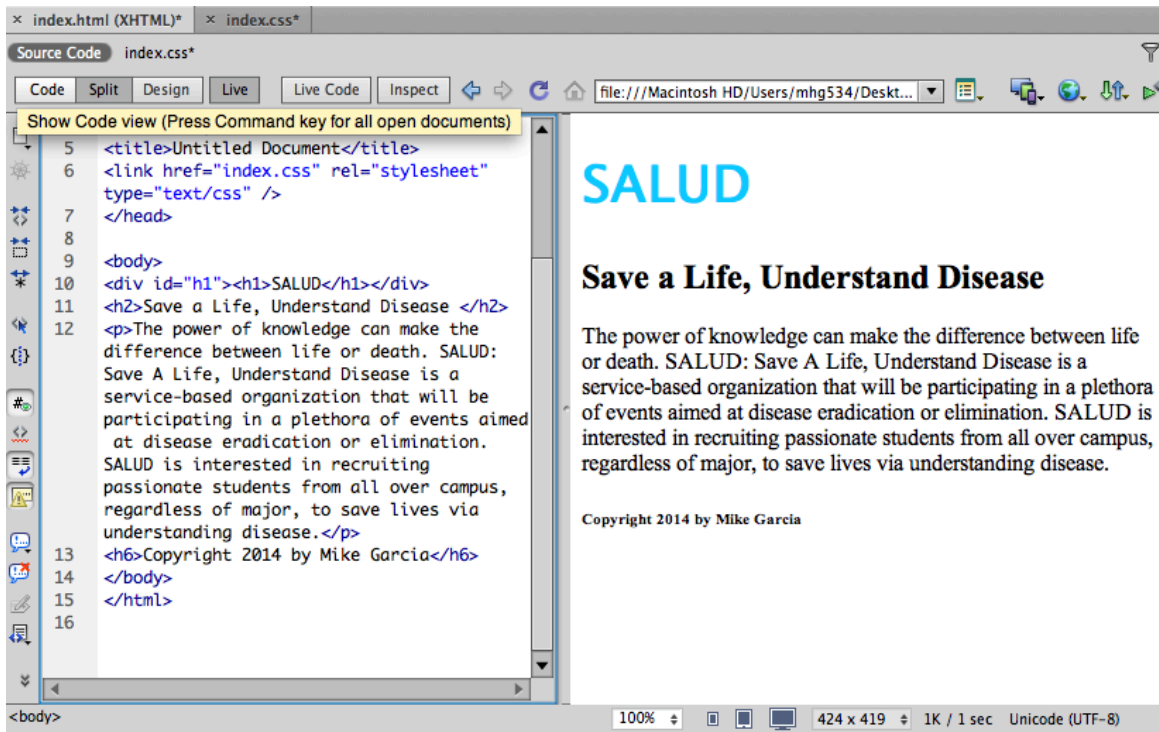 × index.html (XHTML)* × index.css*
Source Code index.css*
Code Split Design Live Live Code Inspect file:///Macintosh HD/Users/mhg534/Deskt...
Show Code view (Press Command key for all open documents)
5 <title>Untitled Document</title>
6 <link href="index.css" rel="stylesheet"
type="text/css" />
7 </head>
8
9 <body>
10 <div id="h1"><h1>SALUD</h1></div>
11 <h2>Save a Life, Understand Disease </h2>
12 <p>The power of knowledge can make the
difference between life or death. SALUD:
Save A Life, Understand Disease is a
service-based organization that will be
participating in a plethora of events aimed
at disease eradication or elimination.
SALUD is interested in recruiting
passionate students from all over campus,
regardless of major, to save lives via
understanding disease.</p>
13 <h6>Copyright 2014 by Mike Garcia</h6>
14 </body>
15 </html>
16
SALUD
Save a Life, Understand Disease
The power of knowledge can make the difference between life
or death. SALUD: Save A Life, Understand Disease is a
service-based organization that will be participating in a plethora
of events aimed at disease eradication or elimination. SALUD is
interested in recruiting passionate students from all over campus,
regardless of major, to save lives via understanding disease.
Copyright 2014 by Mike Garcia
<body> 100% 424 x 419 1K / 1 sec Unicode (UTF-8)